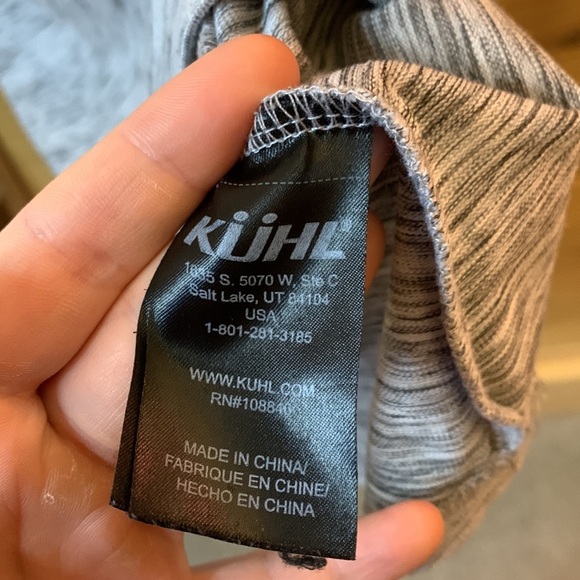 KÜHL
1885 S. 5070 W, Ste C
Salt Lake, UT 84104
USA
1-801-281-3185
WWW.KUHL.COM
RN#108840
MADE IN CHINA/
FABRIQUE EN CHINE/
HECHO EN CHINA